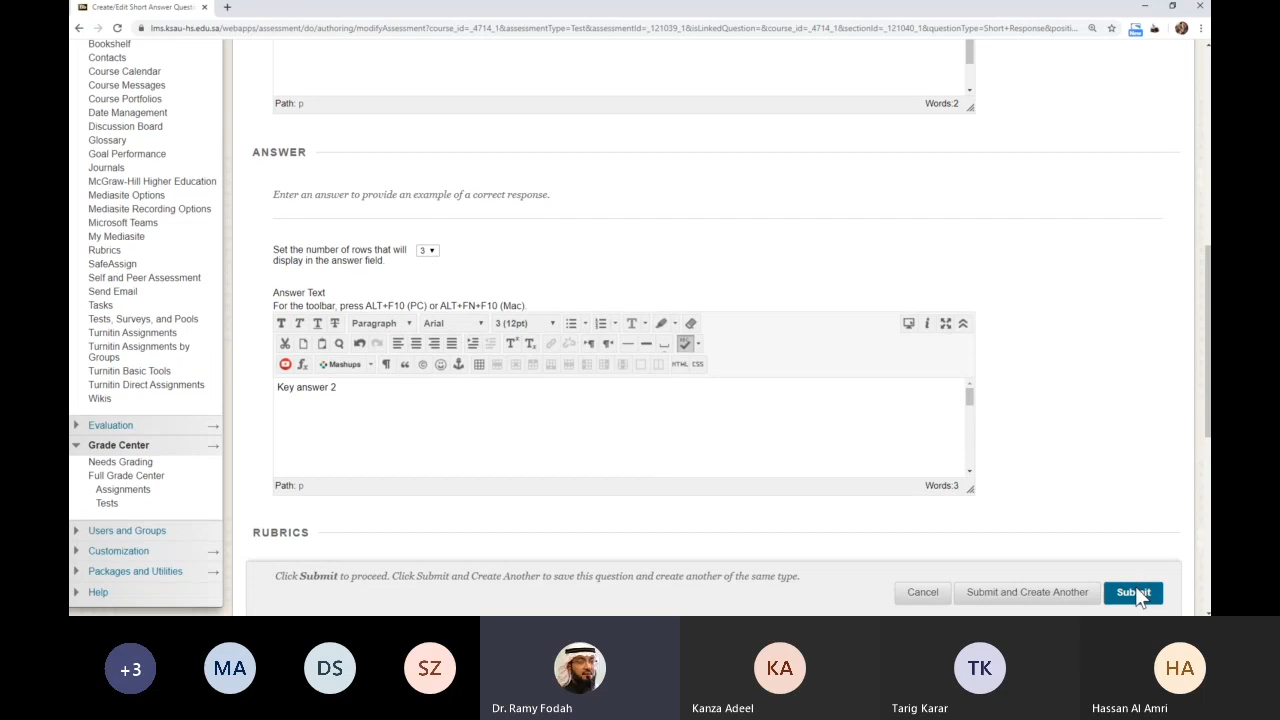 Create/Edit Short Answer Questi
lms.ksau-hs.edu.sa/webapps/assessment/do/authoring/modifyAssessment?course_id=_4714_1&assessmentType=Test&assessmentId=_121039_1&isLinkedQuestion=&course_id=_4714_1&sectionId=_121040_1&questionType=Short+Response&positi...
New
Bookshelf
Contacts
Course Calendar
Course Messages
Course Portfolios
Date Management
Discussion Board
Glossary
Goal Performance
Journals
McGraw-Hill Higher Education
Mediasite Options
Mediasite Recording Options
Microsoft Teams
My Mediasite
Rubrics
SafeAssign
Self and Peer Assessment
Send Email
Tasks
Tests, Surveys, and Pools
Turnitin Assignments
Turnitin Assignments by
Groups
Turnitin Basic Tools
Turnitin Direct Assignments
Wikis
Evaluation
Grade Center
Needs Grading
Full Grade Center
Assignments
Tests
Users and Groups
Customization
Packages and Utilities
Help
Path: p Words:2
ANSWER
Enter an answer to provide an example of a correct response.
Set the number of rows that will 3
display in the answer field.
Answer Text
For the toolbar, press ALT+F10 (PC) or ALT+FN+F10 (Mac).
T T T T Paragraph Arial 3 (12pt)
Mashups HTML CSS
Key answer 2
Path: p Words:3
RUBRICS
Click Submit to proceed. Click Submit and Create Another to save this question and create another of the same type.
Cancel Submit and Create Another Submit
+3 MA DS SZ KA TK HA
Dr. Ramy Fodah Kanza Adeel Tarig Karar Hassan Al Amri